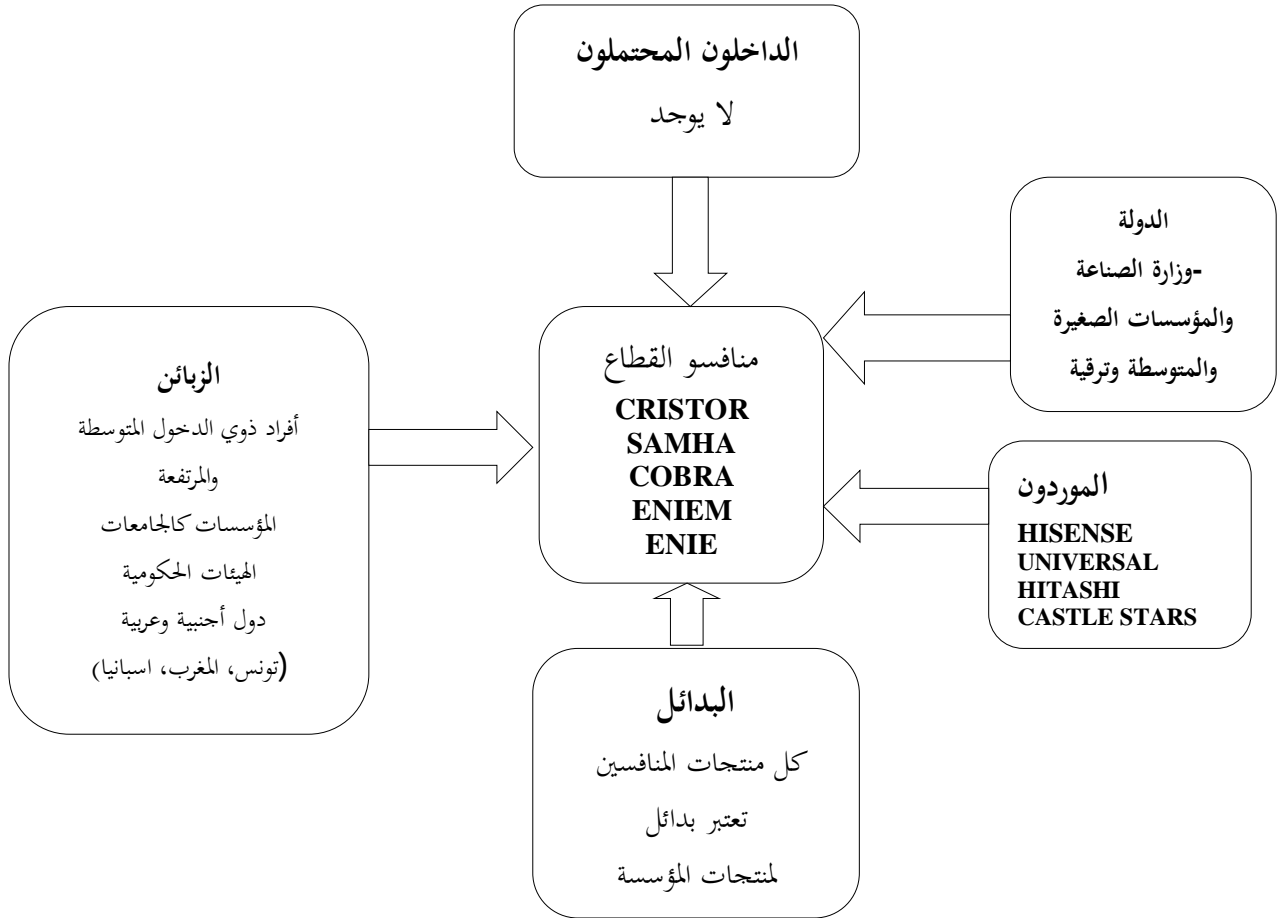 الداخلون المحتملون
لا يوجد
الدولة
-وزارة الصناعة
والمؤسسات الصغيرة
والمتوسطة وترقية
منافسو القطاع
CRISTOR
SAMHA
COBRA
ENIEM
ENIE
الزبائن
أفراد ذوي الدخول المتوسطة
والمرتفعة
المؤسسات كالجامعات
الهيئات الحكومية
دول أجنبية وعربية
(تونس، المغرب، اسبانيا)
الموردون
HISENSE
UNIVERSAL
HITASHI
CASTLE STARS
البدائل
كل منتجات المنافسين
تعتبر بدائل
لمنتجات المؤسسة